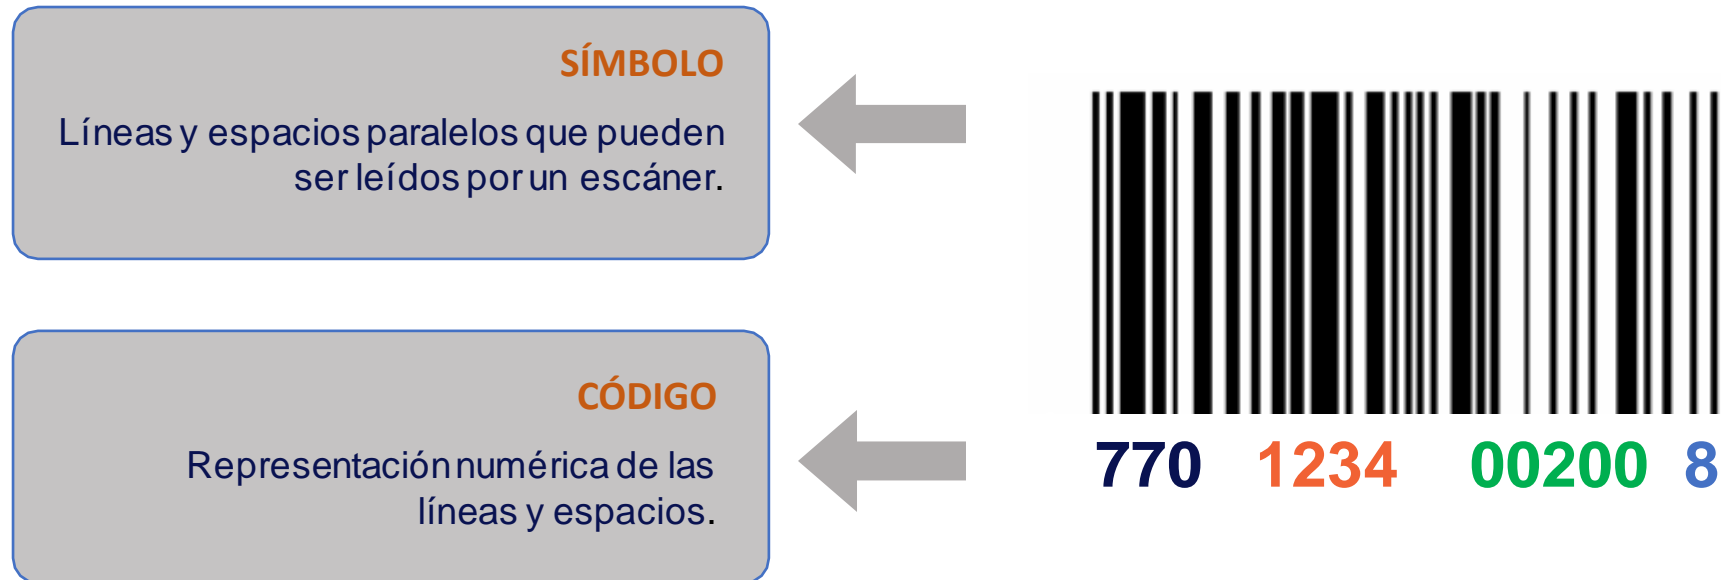 SÍMBOLO
Líneas y espacios paralelos que pueden
ser leídos por un escáner.
CÓDIGO
Representación numérica de las
líneas y espacios.
770 1234 00200 8